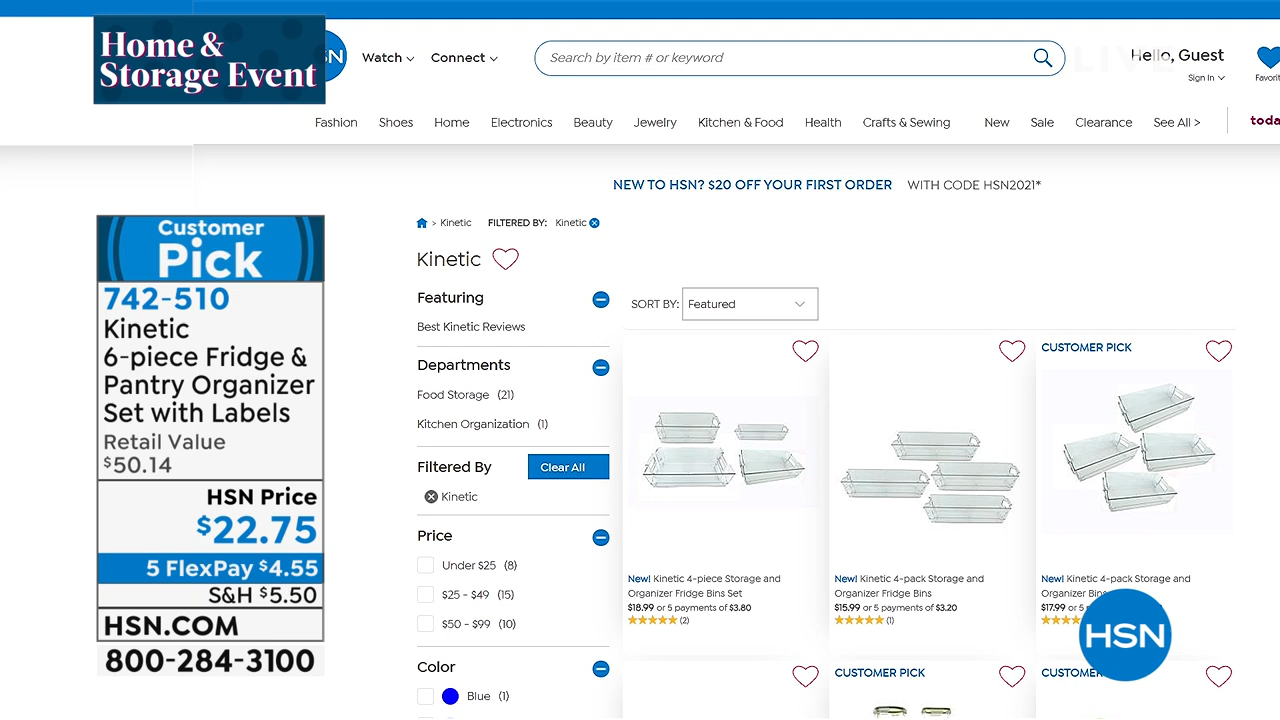 Home &
Storage Event
Watch
Connect
Search by item # or keyword
LIVE
Hello, Guest
Sign In
Fashion
Shoes
Home
Electronics
Beauty
Jewelry
Kitchen & Food
Health
Crafts & Sewing
New
Sale
Clearance
See All >
NEW TO HSN? $20 OFF YOUR FIRST ORDER WITH CODE HSN2021*
Customer
Pick
742-510
Kinetic
6-piece Fridge &
Pantry Organizer
Set with Labels
Retail Value
$50.14
HSN Price
$22.75
5 FlexPay $4.55
S&H $5.50
HSN.COM
800-284-3100
> Kinetic FILTERED BY: Kinetic
Kinetic
Featuring
Best Kinetic Reviews
Departments
Food Storage (21)
Kitchen Organization (1)
Filtered By Clear All
Kinetic
Price
Under $25 (8)
$25 - $49 (15)
$50 - $99 (10)
Color
Blue (1)
SORT BY: Featured
New! Kinetic 4-piece Storage and
Organizer Fridge Bins Set
$18.99 or 5 payments of $3.80
(2)
New! Kinetic 4-pack Storage and
Organizer Fridge Bins
$15.99 or 5 payments of $3.20
(1)
CUSTOMER PICK
New! Kinetic 4-pack Storage and
Organizer Fridge
$17.99 or 5
HSN
CUSTOMER PICK
CUSTOMER